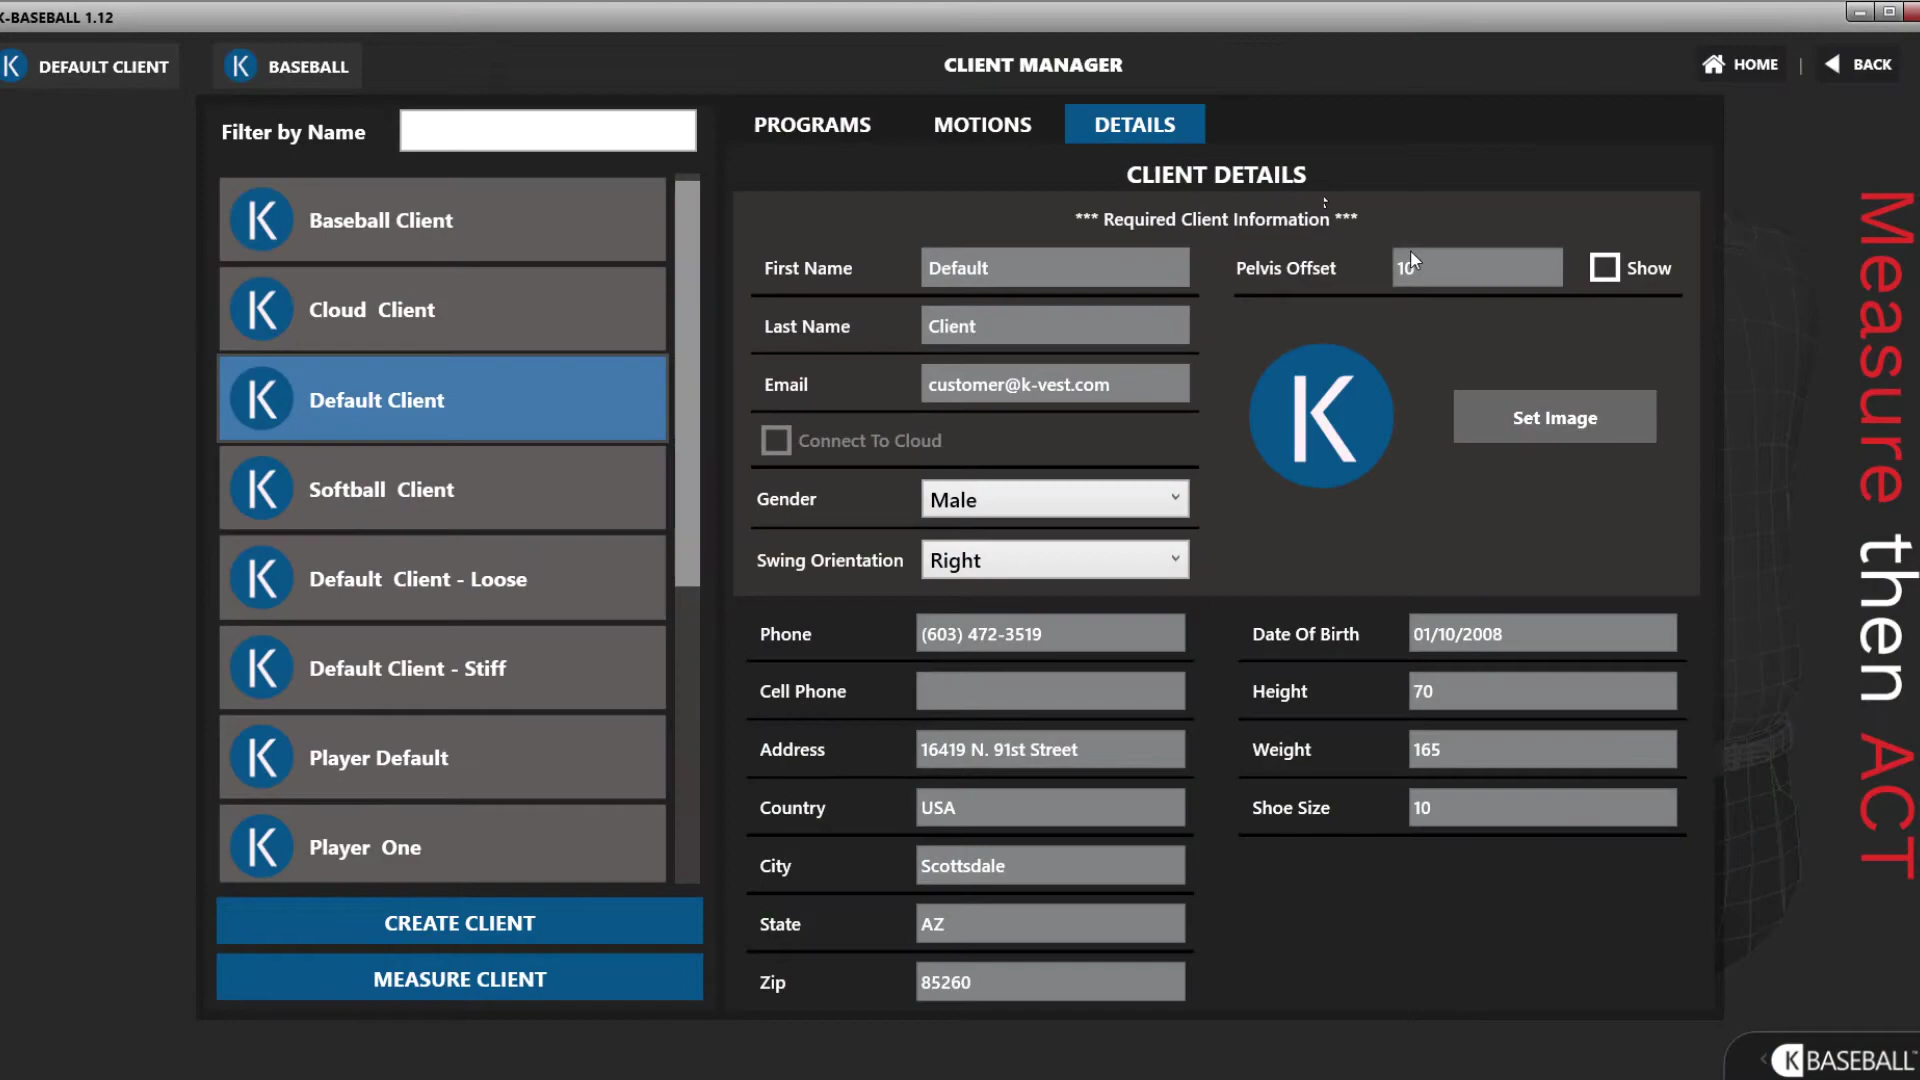 K-BASEBALL 1.12
K DEFAULT CLIENT
K BASEBALL
CLIENT MANAGER
HOME | BACK
Filter by Name
K Baseball Client
K Cloud Client
K Default Client
K Softball Client
K Default Client - Loose
K Default Client - Stiff
K Player Default
K Player One
CREATE CLIENT
MEASURE CLIENT
PROGRAMS MOTIONS DETAILS
CLIENT DETAILS
*** Required Client Information ***
First Name Default
Last Name Client
Email customer@k-vest.com
Connect To Cloud
Gender Male
Swing Orientation Right
Pelvis Offset 10 Show
K
Set Image
Phone (603) 472-3519
Cell Phone
Address 16419 N. 91st Street
Country USA
City Scottsdale
State AZ
Zip 85260
Date Of Birth 01/10/2008
Height 70
Weight 165
Shoe Size 10
Measure then ACT
K BASEBALL™